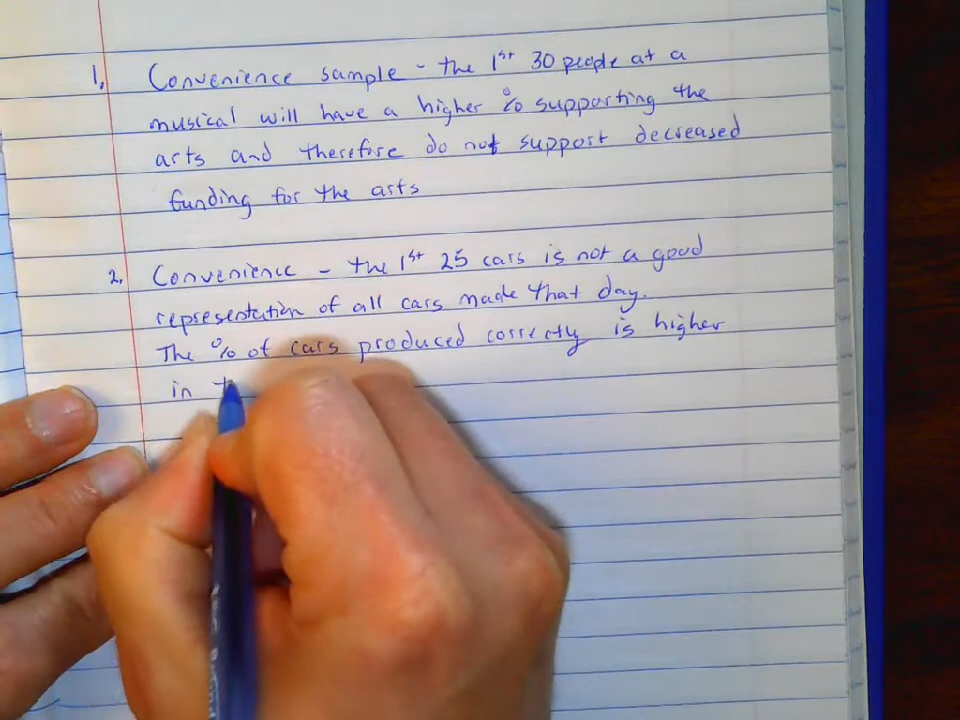 1. Convenience sample - the 1st 30 people at a
musical will have a higher % supporting the
arts and therefore do not support decreased
funding for the arts
2. Convenience - the 1st 25 cars is not a good
representation of all cars made that day.
The % of cars produced correctly is higher
in t